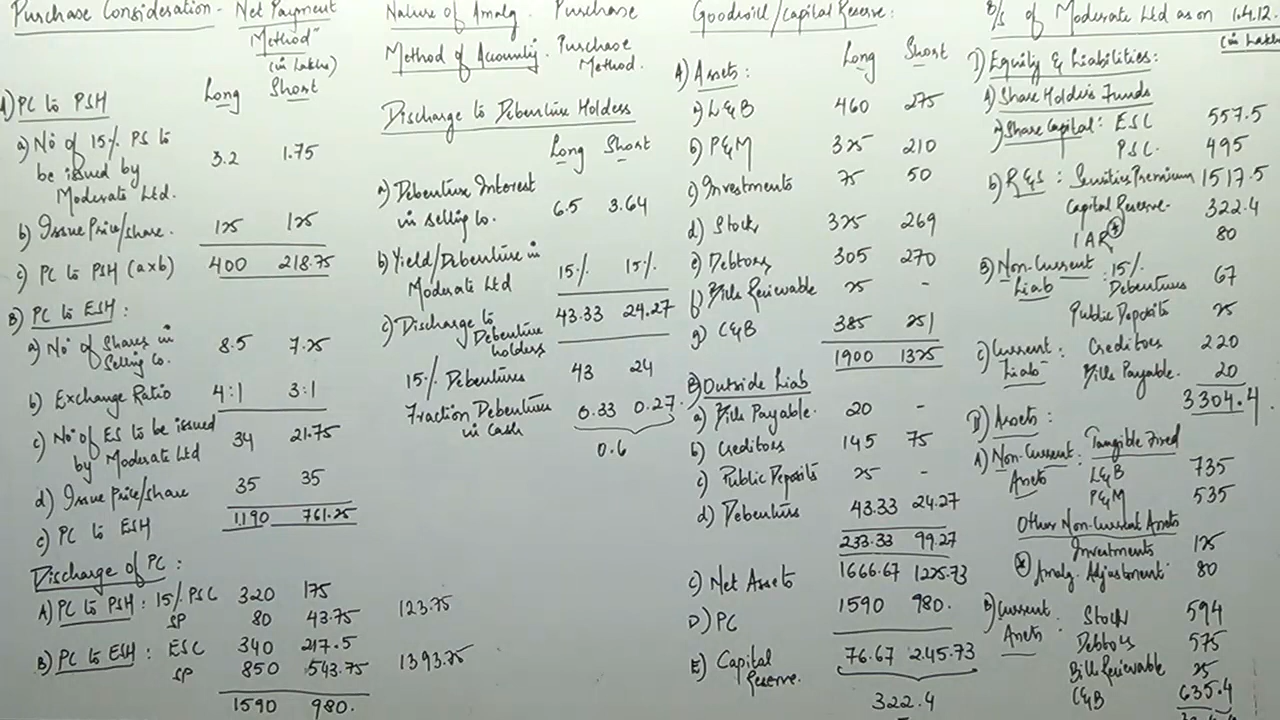 Purchase Consideration - Net Payment
Method"
(in Lakhs)
Long Short
A) PC to PSH
a) No of 15% PS to
be issued by
Moderate Ltd.
3.2 1.75
b) Issue Price/share. 125 125
c) PC to PSH (axb) 400 218.75
B) PC to ESH :
a) No of Shares in
Selling Co.
8.5 7.25
b) Exchange Ratio 4:1 3:1
c) No of ES to be issued
by Moderate Ltd
34 21.75
d) Issue Price/share 35 35
e) PC to ESH 1190 761.25
Discharge of PC :
A) PC to PSH : 15% PSC 320 175
SP 80 43.75 123.75
B) PC to ESH : ESC 340 217.5
SP 850 543.75 1393.75
1590 980.
Nature of Amalg. Purchase
Method of Accounting. Purchase
Method.
Discharge to Debenture Holders
Long Short
a) Debenture Interest
in selling Co.
6.5 3.64
b) Yield/Debenture in
Moderate Ltd
15% 15%
c) Discharge to
Debenture
holders
43.33 24.27
15% Debentures 43 24
Fraction Debenture
in Cash
0.33 0.27
0.6
Goodwill/Capital Reserve :
Long Short
A) Assets :
a) L&B 460 275
b) P&M 325 210
c) Investments 75 50
d) Stock 325 269
e) Debtors 305 270
f) Bills Receivable 25 -
g) C&B 385 251
1900 1325
B) Outside Liab
a) Bills Payable. 20 -
b) Creditors 145 75
c) Public Deposits 25 -
d) Debentures 43.33 24.27
233.33 99.27
C) Net Assets 1666.67 1225.73
D) PC 1590 980.
E) Capital
Reserve.
76.67 245.73
322.4
B/S of Moderate Ltd as on 1.4.12.
(in Lakhs)
I) Equity & Liabilities :
A) Share Holders Funds
a) Share Capital : ESC 557.5
PSC. 495
b) R&S : Securities Premium 1517.5
Capital Reserve. 322.4
IAR * 80
B) Non-Current : 15%
Liab Debentures 67
Public Deposits 25
C) Current : Creditors 220
Liab Bills Payable. 20
3304.4
II) Assets :
A) Non-Current : Tangible Fixed
Assets L&B 735
P&M 535
Other Non-Current Assets
Investments 125
* Amalg. Adjustment 80
B) Current : Stock 594
Assets Debtors 575
Bills Receivable 25
C&B 635.4